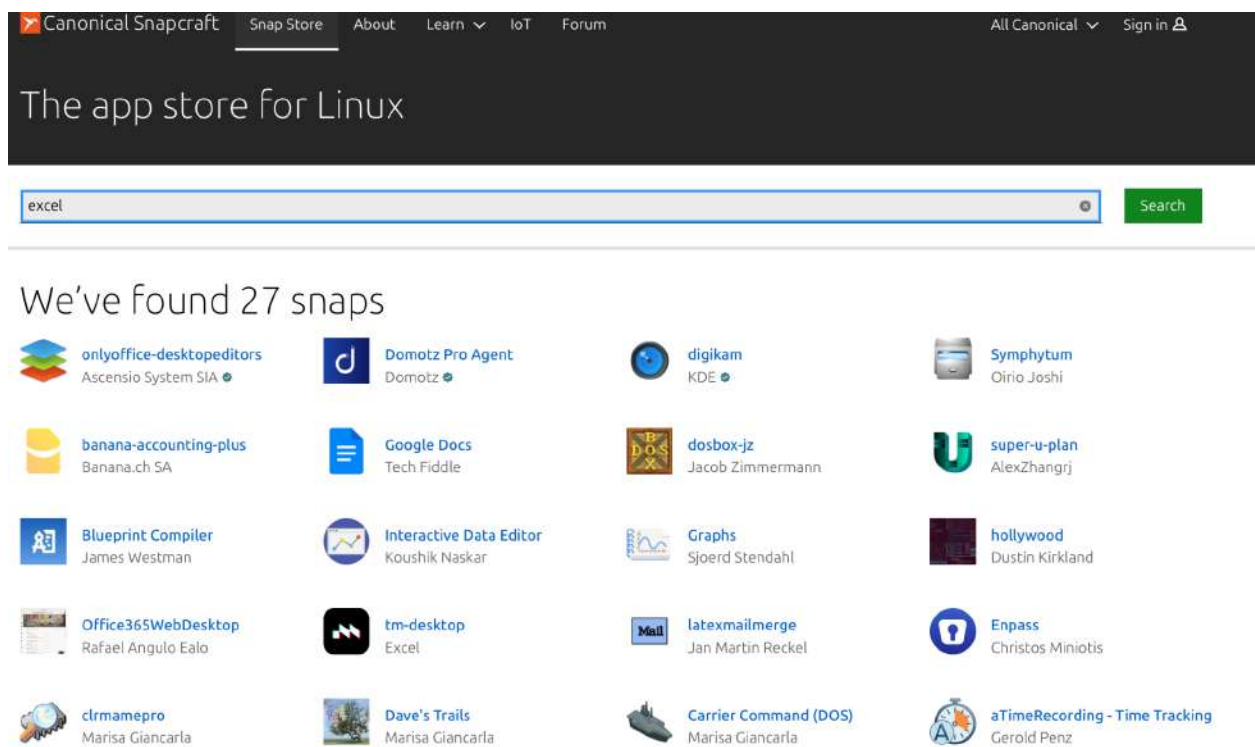 Canonical Snapcraft Snap Store About Learn IoT Forum All Canonical Sign in
The app store for Linux
excel Search
We've found 27 snaps
onlyoffice-desktopeditors Domotz Pro Agent digikam Symphytum
Ascensio System SIA Domotz KDE Oirio Joshi
banana-accounting-plus Google Docs dosbox-jz super-u-plan
Banana.ch SA Tech Fiddle Jacob Zimmermann AlexZhangrj
Blueprint Compiler Interactive Data Editor Graphs hollywood
James Westman Koushik Naskar Sjoerd Stendahl Dustin Kirkland
Office365WebDesktop tm-desktop Mail latexmailmerge Enpass
Rafael Angulo Ealo Excel Jan Martin Reckel Christos Miniotis
clrmamepro Dave's Trails Carrier Command (DOS) aTimeRecording - Time Tracking
Marisa Giancarla Marisa Giancarla Marisa Giancarla Gerold Penz